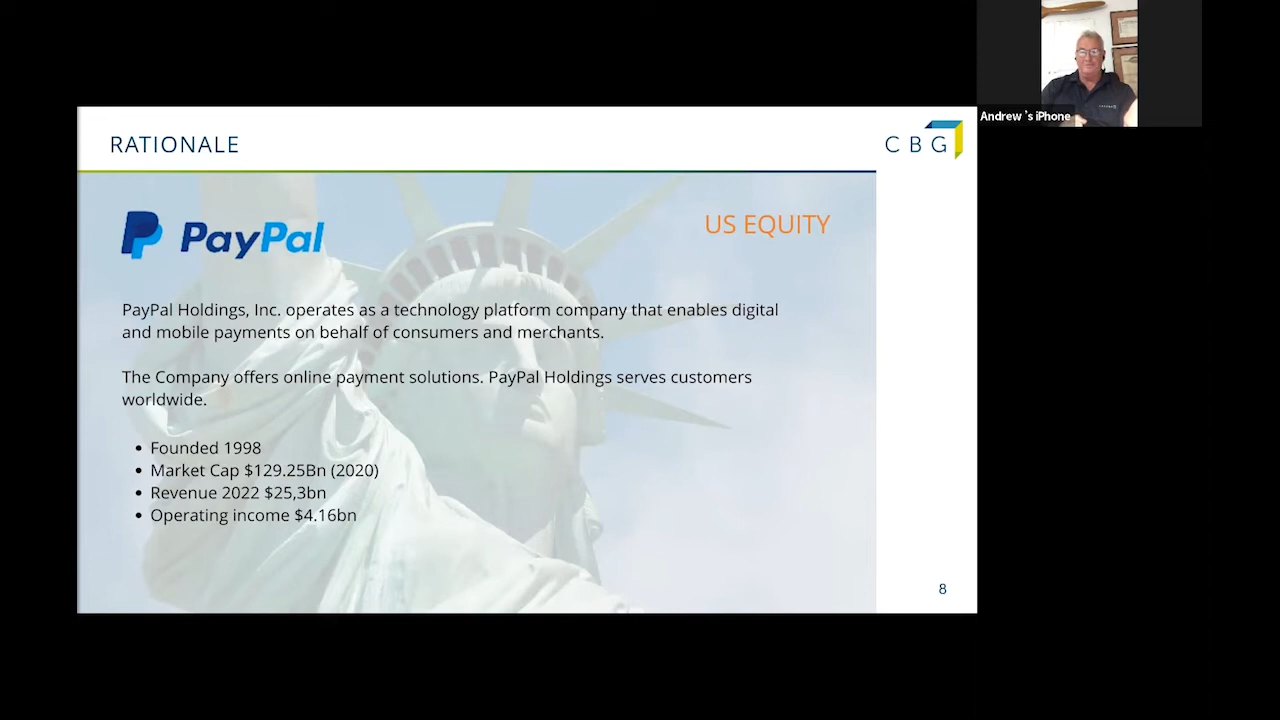 Andrew 's iPhone
RATIONALE
CBG
PayPal
US EQUITY
PayPal Holdings, Inc. operates as a technology platform company that enables digital
and mobile payments on behalf of consumers and merchants.
The Company offers online payment solutions. PayPal Holdings serves customers
worldwide.
• Founded 1998
• Market Cap $129.25Bn (2020)
• Revenue 2022 $25,3bn
• Operating income $4.16bn
8